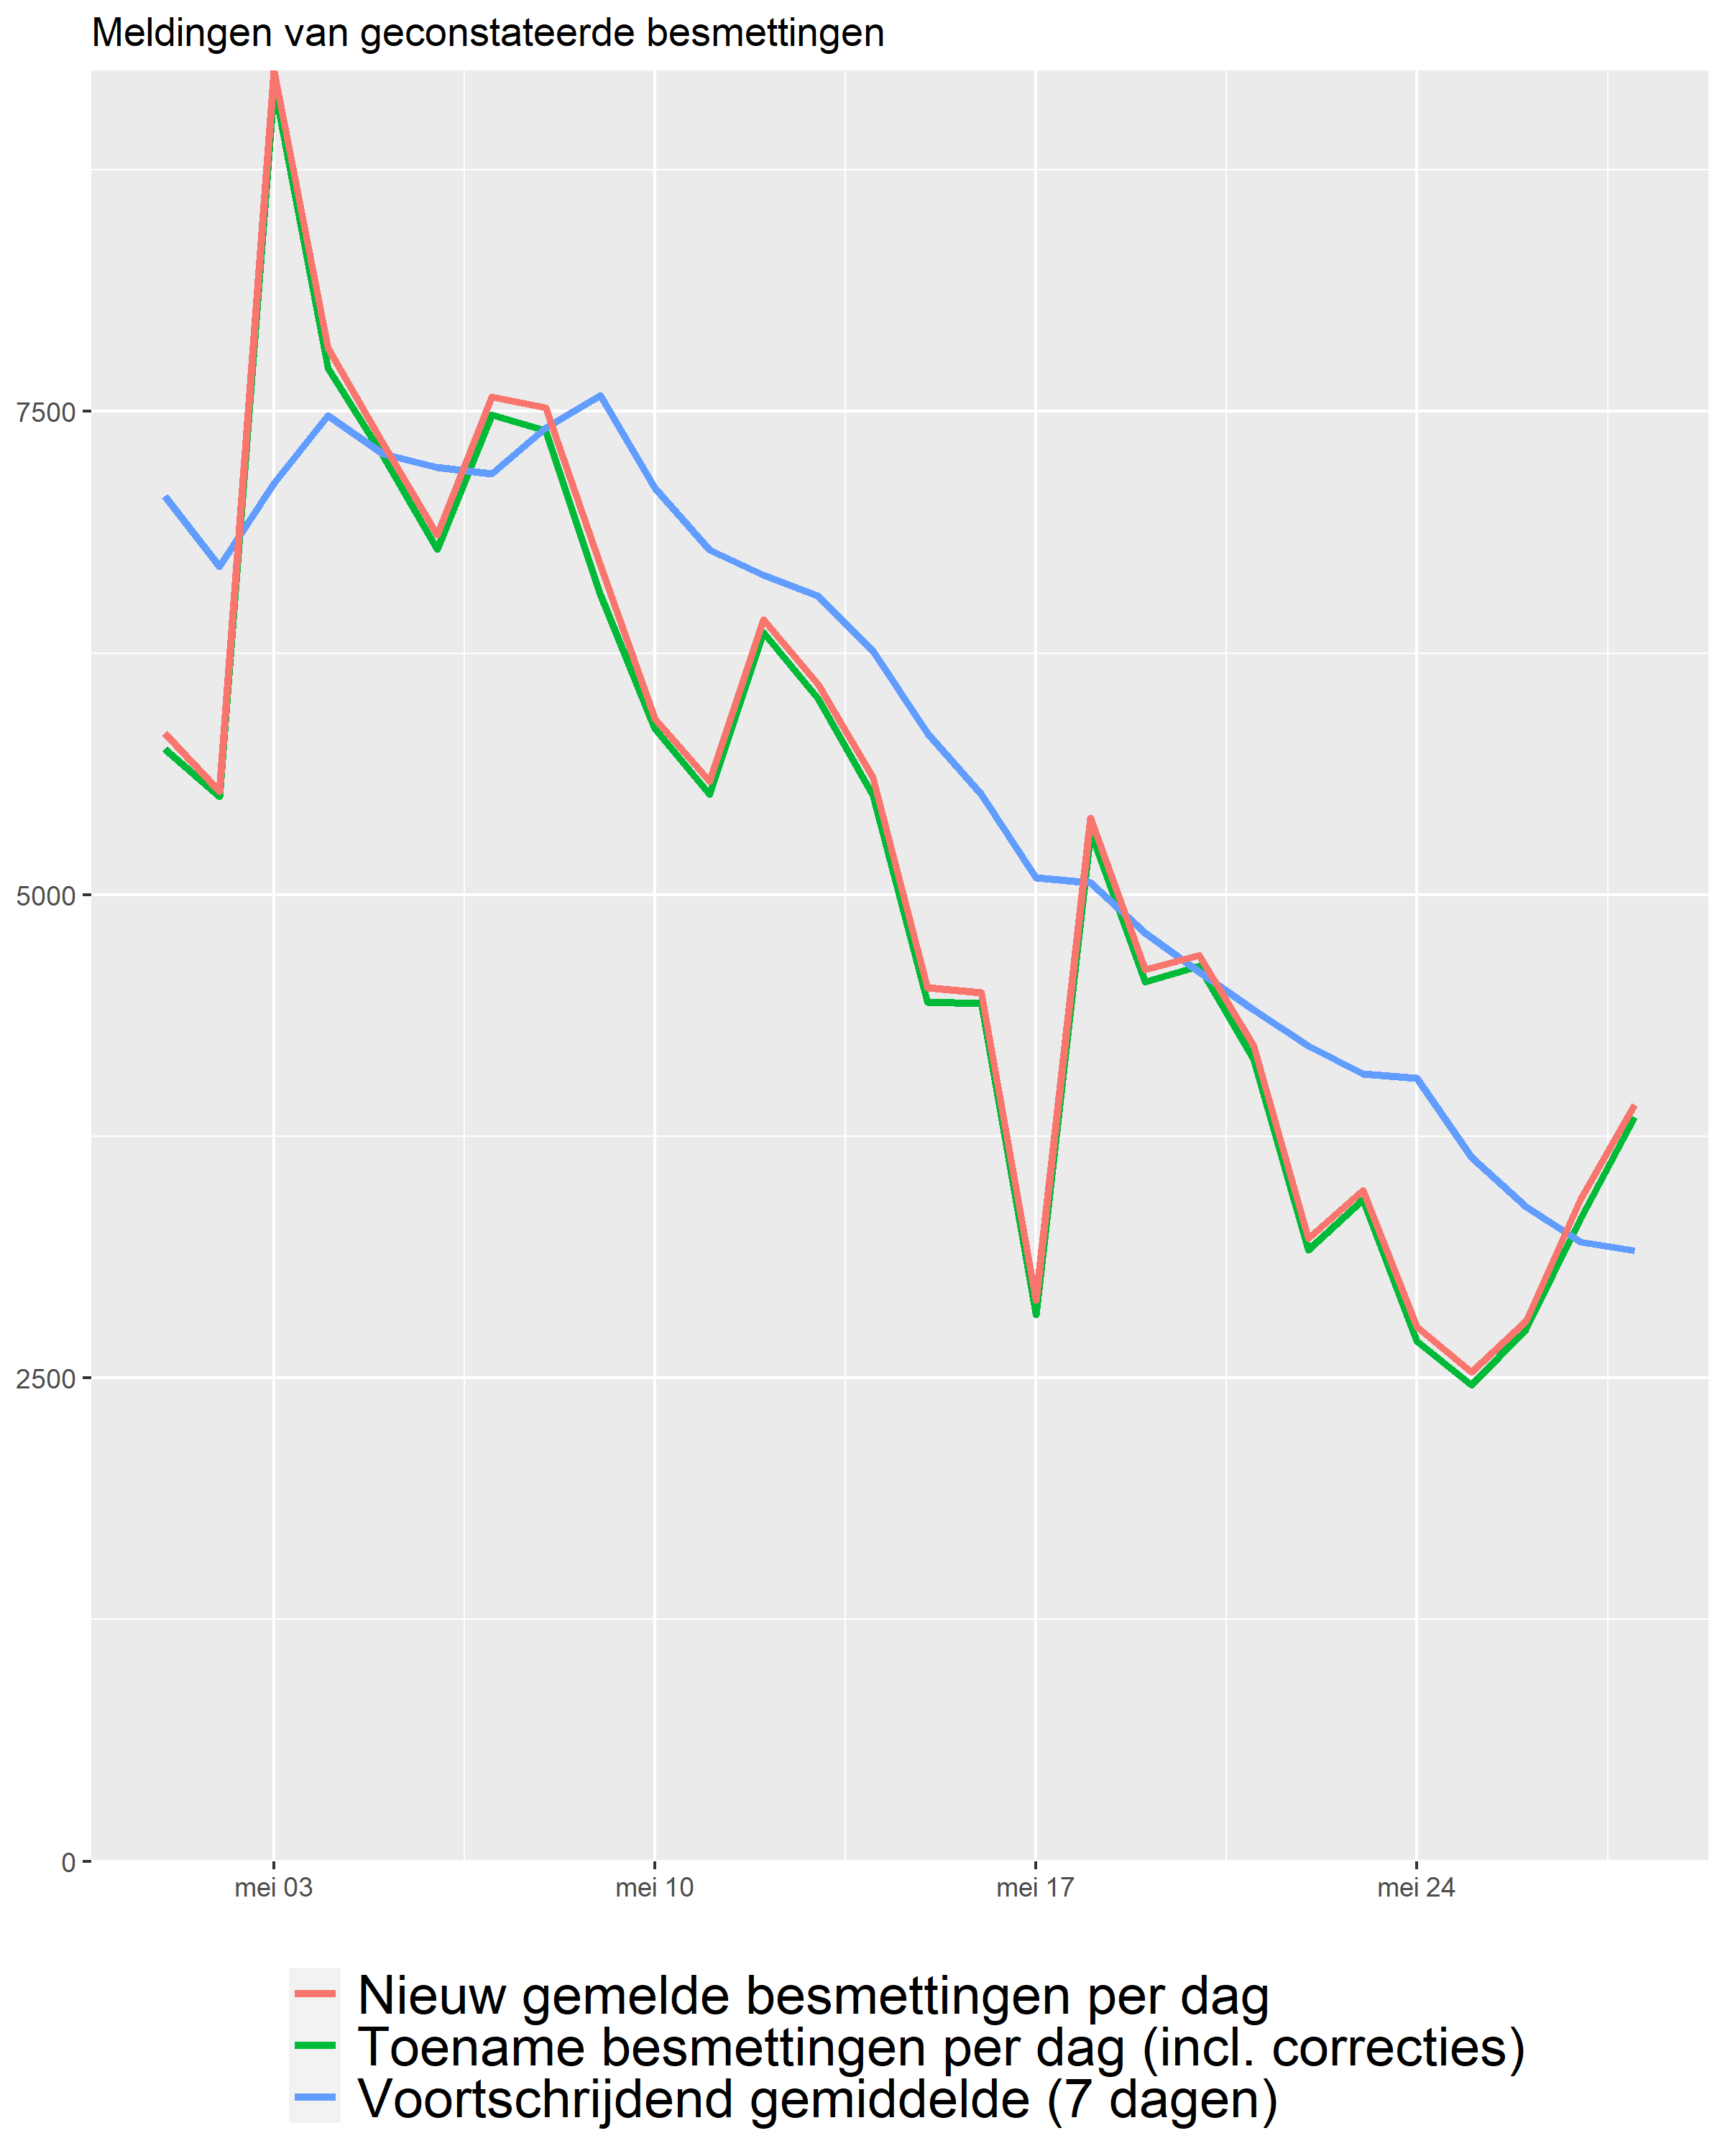 Meldingen van geconstateerde besmettingen
7500
5000
2500
0
mei 03 mei 10 mei 17 mei 24
Nieuw gemelde besmettingen per dag
Toename besmettingen per dag (incl. correcties)
Voortschrijdend gemiddelde (7 dagen)